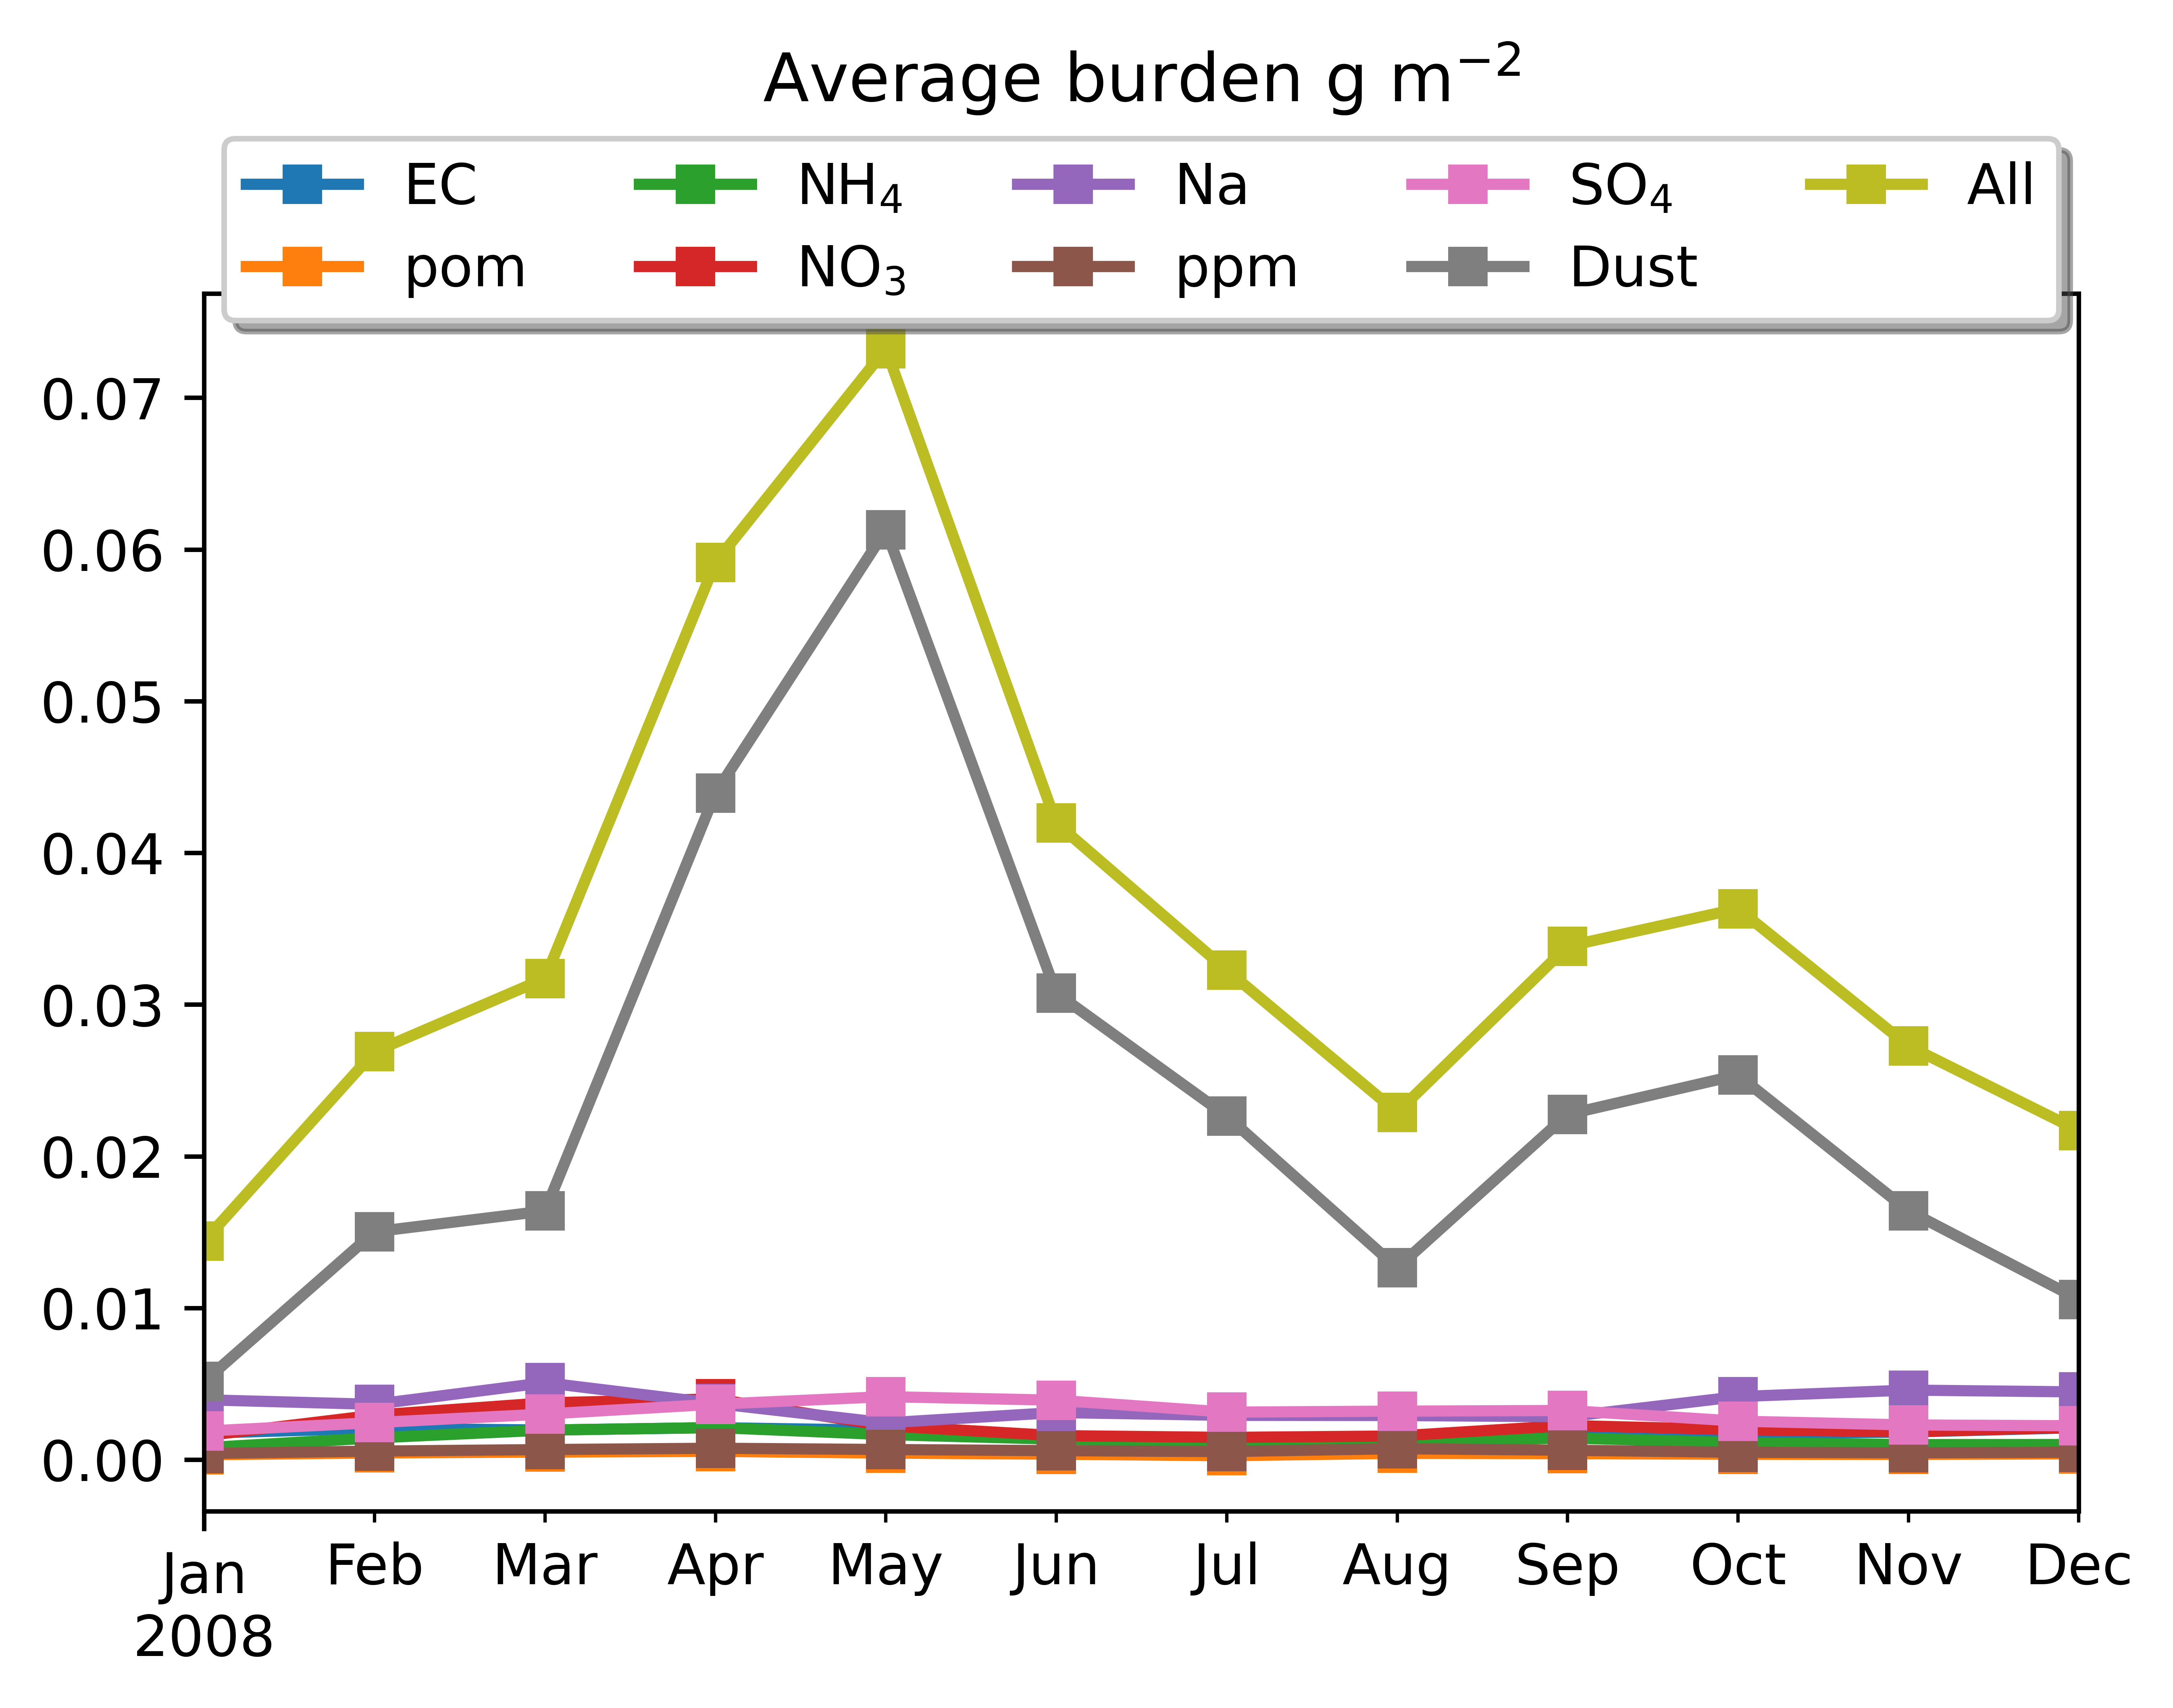 Average burden g m⁻²
EC NH₄ Na SO₄ All
pom NO₃ ppm Dust
0.07
0.06
0.05
0.04
0.03
0.02
0.01
0.00
Jan Feb Mar Apr May Jun Jul Aug Sep Oct Nov Dec
2008